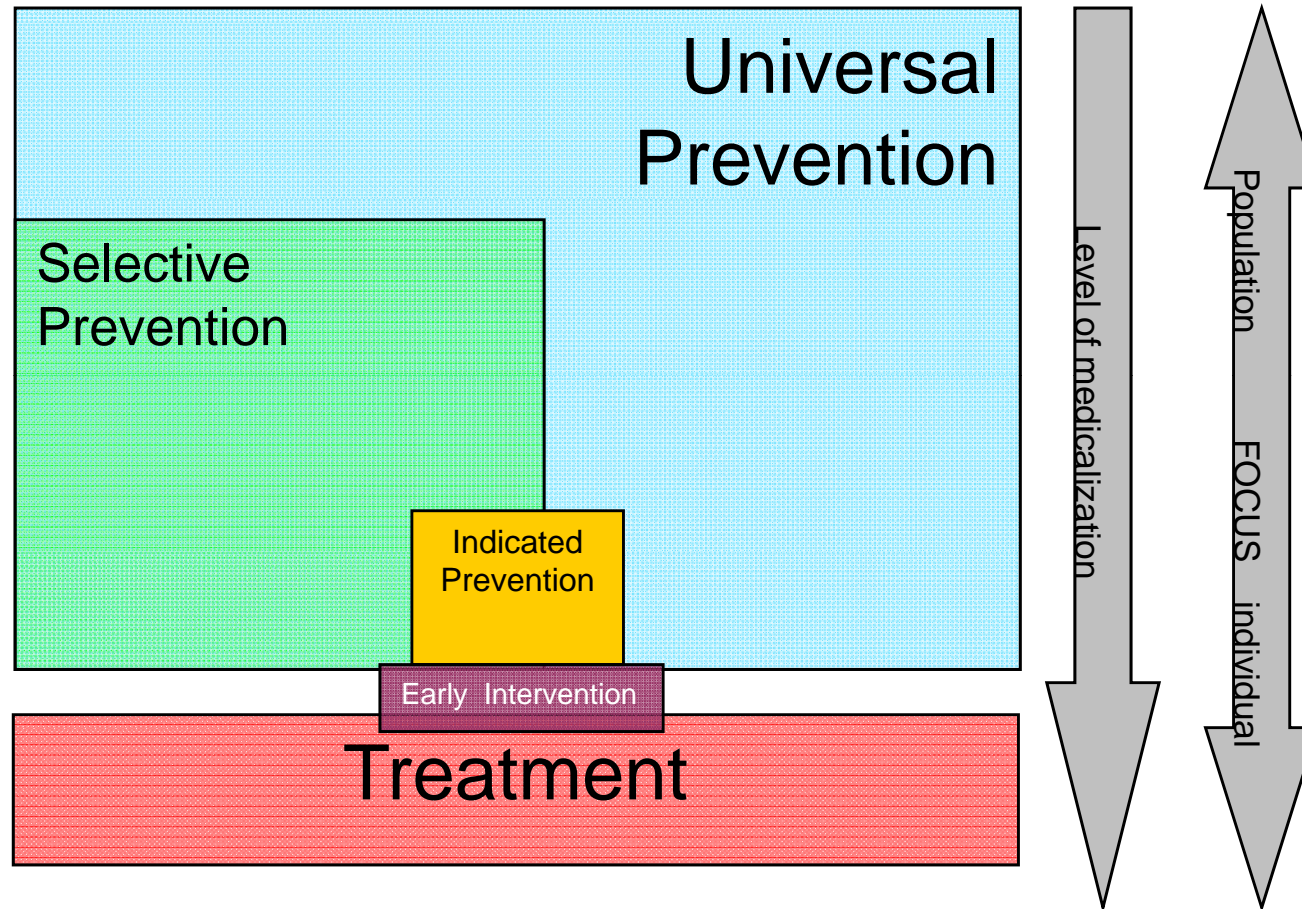 Universal
Prevention
Selective
Prevention
Indicated
Prevention
Early Intervention
Treatment
Level of medicalization
Population FOCUS individual